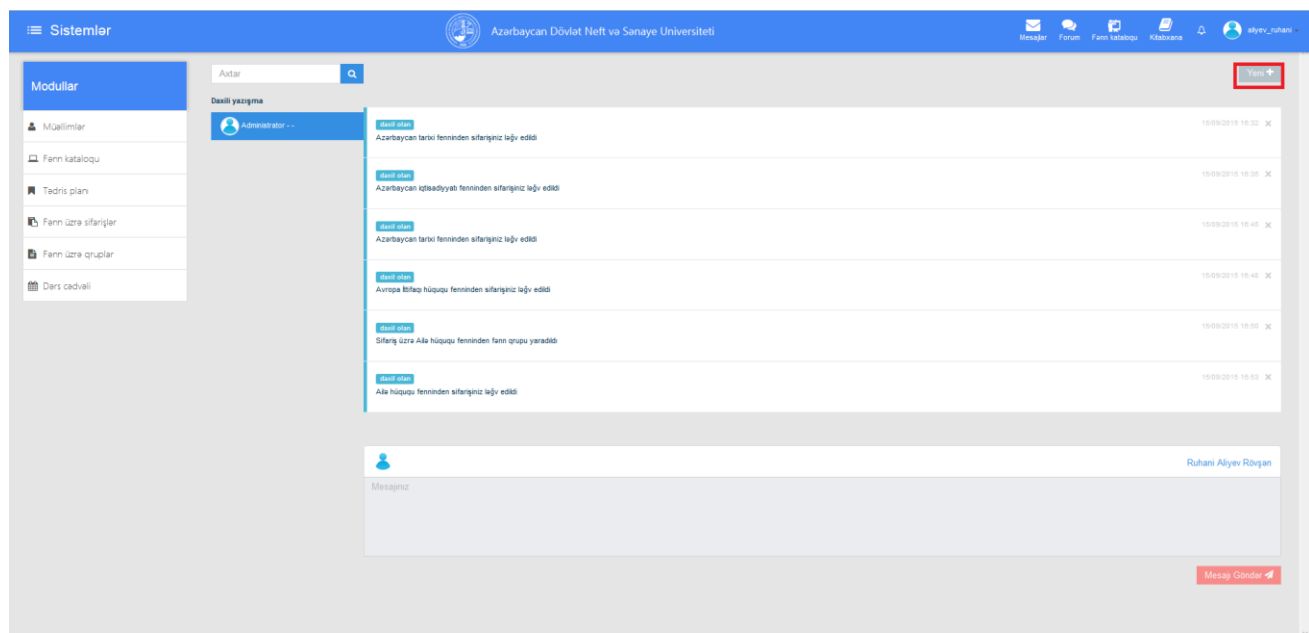 Sistemlər
Azərbaycan Dövlət Neft və Sənaye Universiteti
Mesajlar
Forum
Fənn kataloqu
Kitabxana
aliyev_ruhani
Modullar
Müəllimlər
Fənn kataloqu
Tədris planı
Fənn üzrə sifarişlər
Fənn üzrə qruplar
Dərs cədvəli
Axtar
Daxili yazışma
Administrator - -
Yeni
daxil olan
15/09/2015 16:32
Azərbaycan tarixi fenninden sifarişiniz ləğv edildi
daxil olan
15/09/2015 16:35
Azərbaycan iqtisadiyyatı fenninden sifarişiniz ləğv edildi
daxil olan
15/09/2015 16:46
Azərbaycan tarixi fenninden sifarişiniz ləğv edildi
daxil olan
15/09/2015 16:48
Avropa İttifaqı hüququ fenninden sifarişiniz ləğv edildi
daxil olan
15/09/2015 16:50
Sifariş üzrə Ailə hüququ fenninden fənn qrupu yaradıldı
daxil olan
15/09/2015 16:53
Ailə hüququ fenninden sifarişiniz ləğv edildi
Ruhani Aliyev Rövşən
Mesajınız
Mesajı Göndər